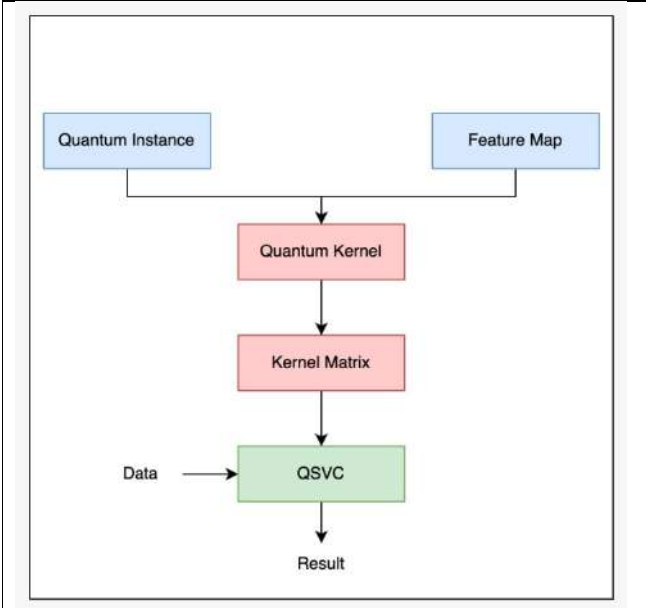 Quantum Instance
Feature Map
Quantum Kernel
Kernel Matrix
Data
QSVC
Result